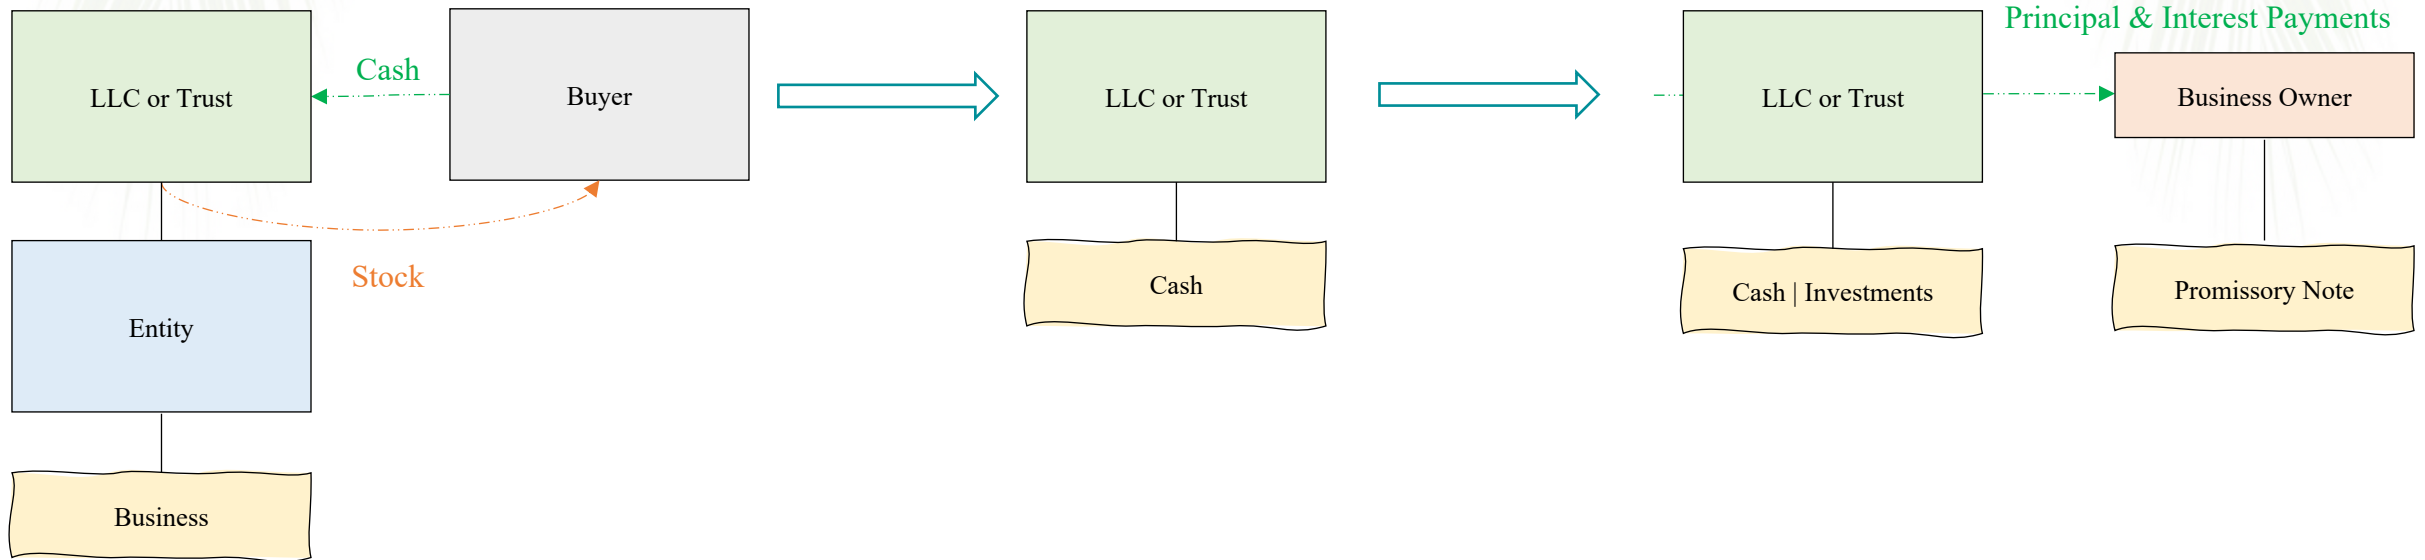 LLC or Trust
Cash
Buyer
Stock
Entity
Business
LLC or Trust
Cash
LLC or Trust
Cash | Investments
Principal & Interest Payments
Business Owner
Promissory Note